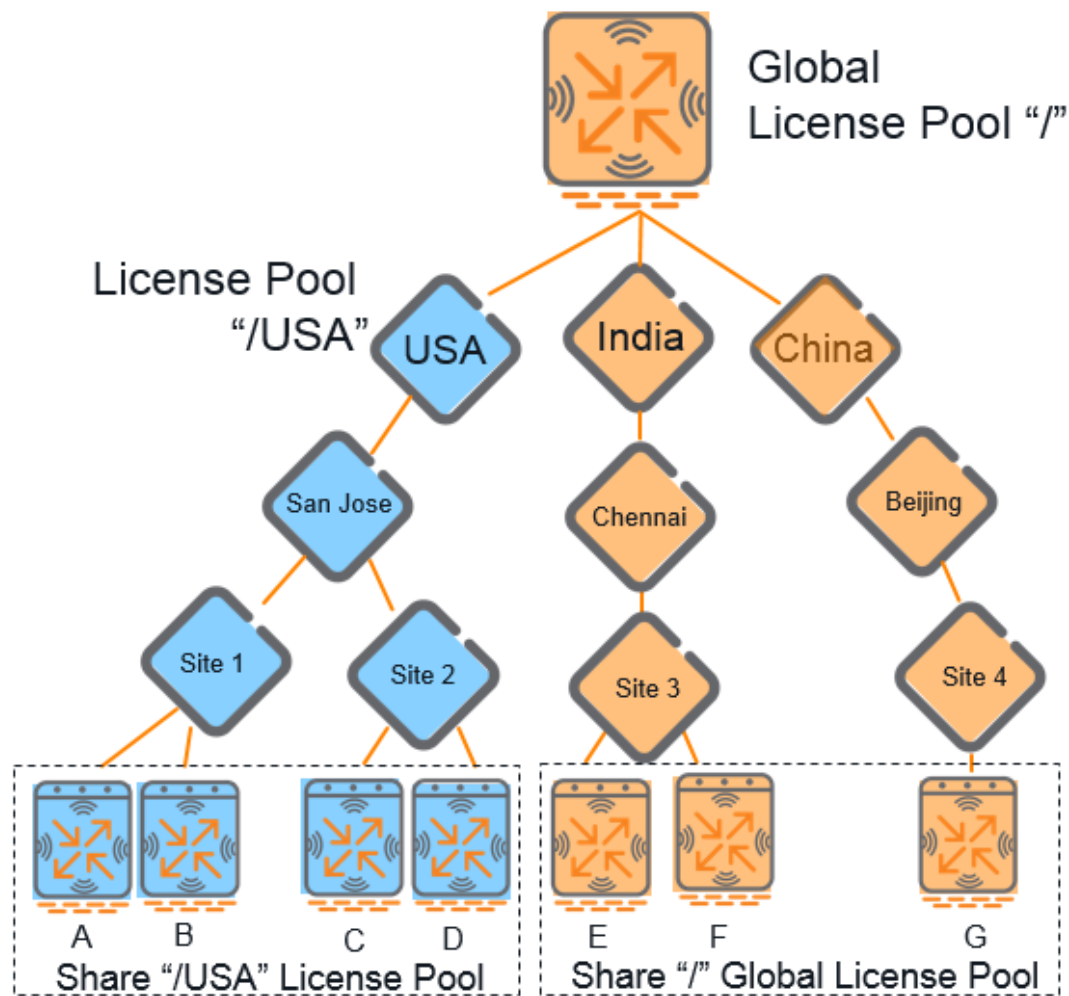 Global
License Pool “/”
License Pool
“/USA”
USA
India
China
San Jose
Chennai
Beijing
Site 1
Site 2
Site 3
Site 4
A
B
C
D
E
F
G
Share “/USA” License Pool
Share “/” Global License Pool